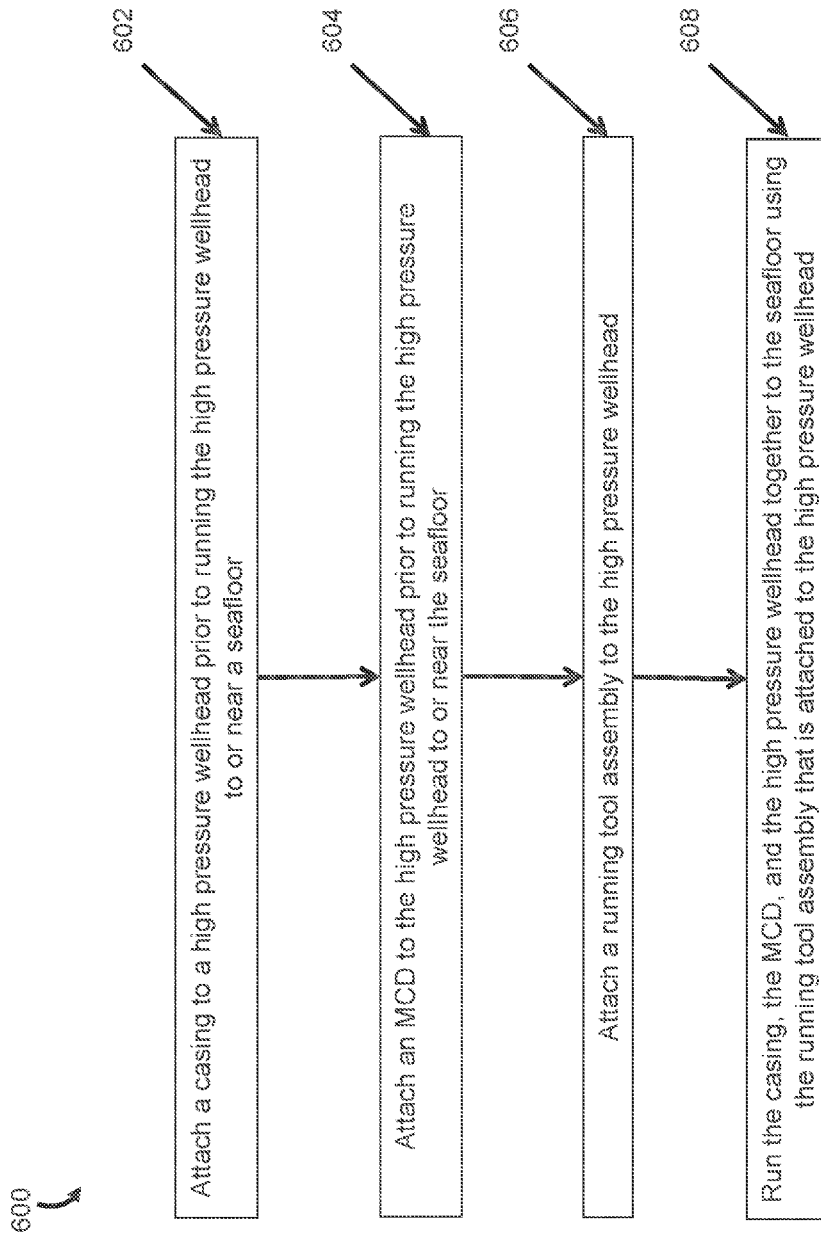 600
Attach a casing to a high pressure wellhead prior to running the high pressure wellhead
to or near a seafloor
602
Attach an MCD to the high pressure wellhead prior to running the high pressure
wellhead to or near the seafloor
604
Attach a running tool assembly to the high pressure wellhead
606
Run the casing, the MCD, and the high pressure wellhead together to the seafloor using
the running tool assembly that is attached to the high pressure wellhead
608